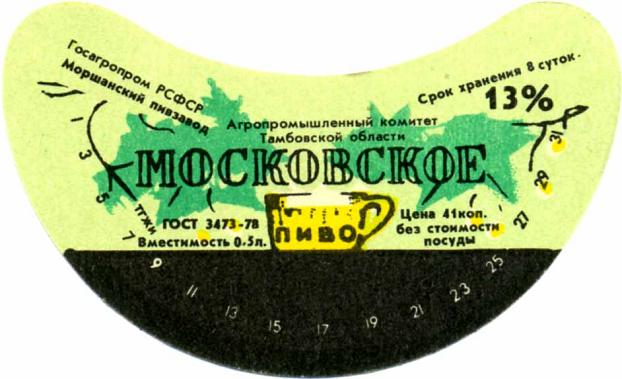 Госагропром РСФСР
Моршанский пивзавод
Срок хранения 8 суток.
13%
Агропромышленный комитет
Тамбовской области
МОСКОВСКОЕ
ГОСТ 3473-78
Вместимость 0.5л.
ПИВО
Цена 41коп.
без стоимости
посуды
1 3 5 7 9 11 13 15 17 19 21 23 25 27 29 31